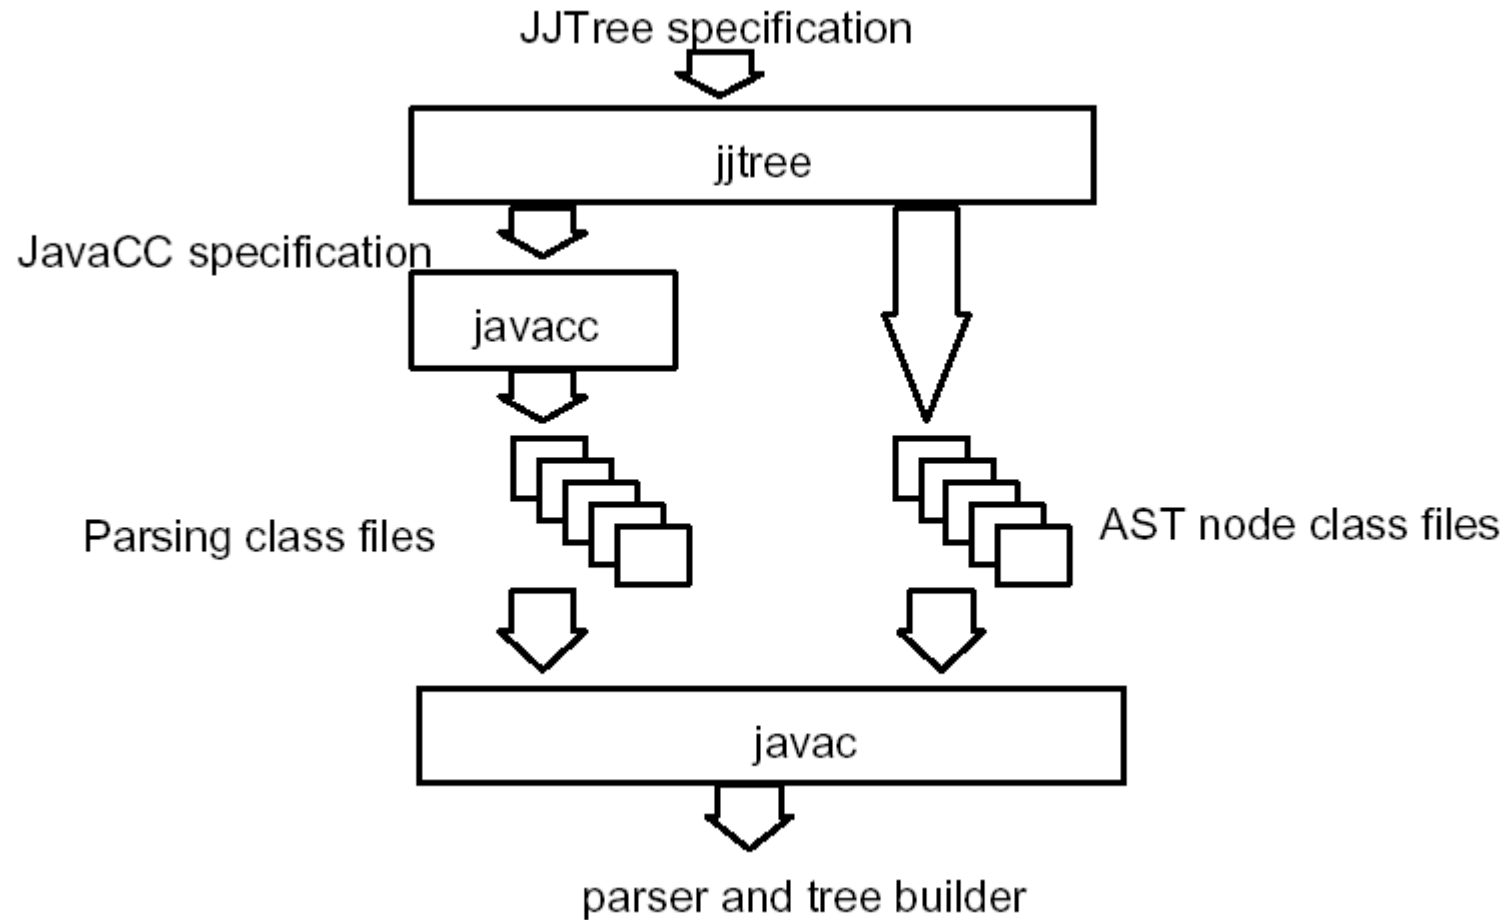 JJTree specification
jjtree
JavaCC specification
javacc
Parsing class files
AST node class files
javac
parser and tree builder